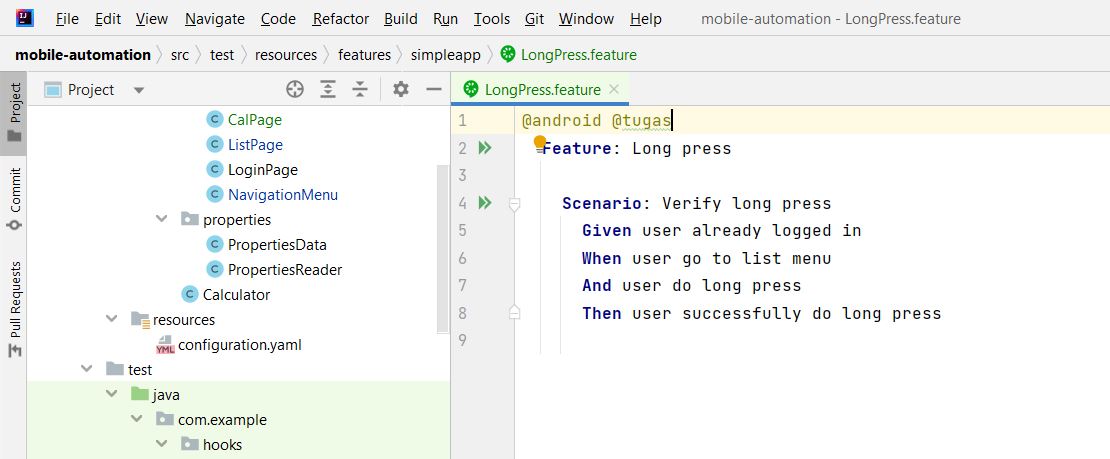 IJ File Edit View Navigate Code Refactor Build Run Tools Git Window Help mobile-automation - LongPress.feature
mobile-automation src test resources features simpleapp LongPress.feature
Project
Commit
Pull Requests
Project
CalPage
ListPage
LoginPage
NavigationMenu
properties
PropertiesData
PropertiesReader
Calculator
resources
YML configuration.yaml
test
java
com.example
hooks
LongPress.feature
1 @android @tugas
2 Feature: Long press
3
4 Scenario: Verify long press
5 Given user already logged in
6 When user go to list menu
7 And user do long press
8 Then user successfully do long press
9